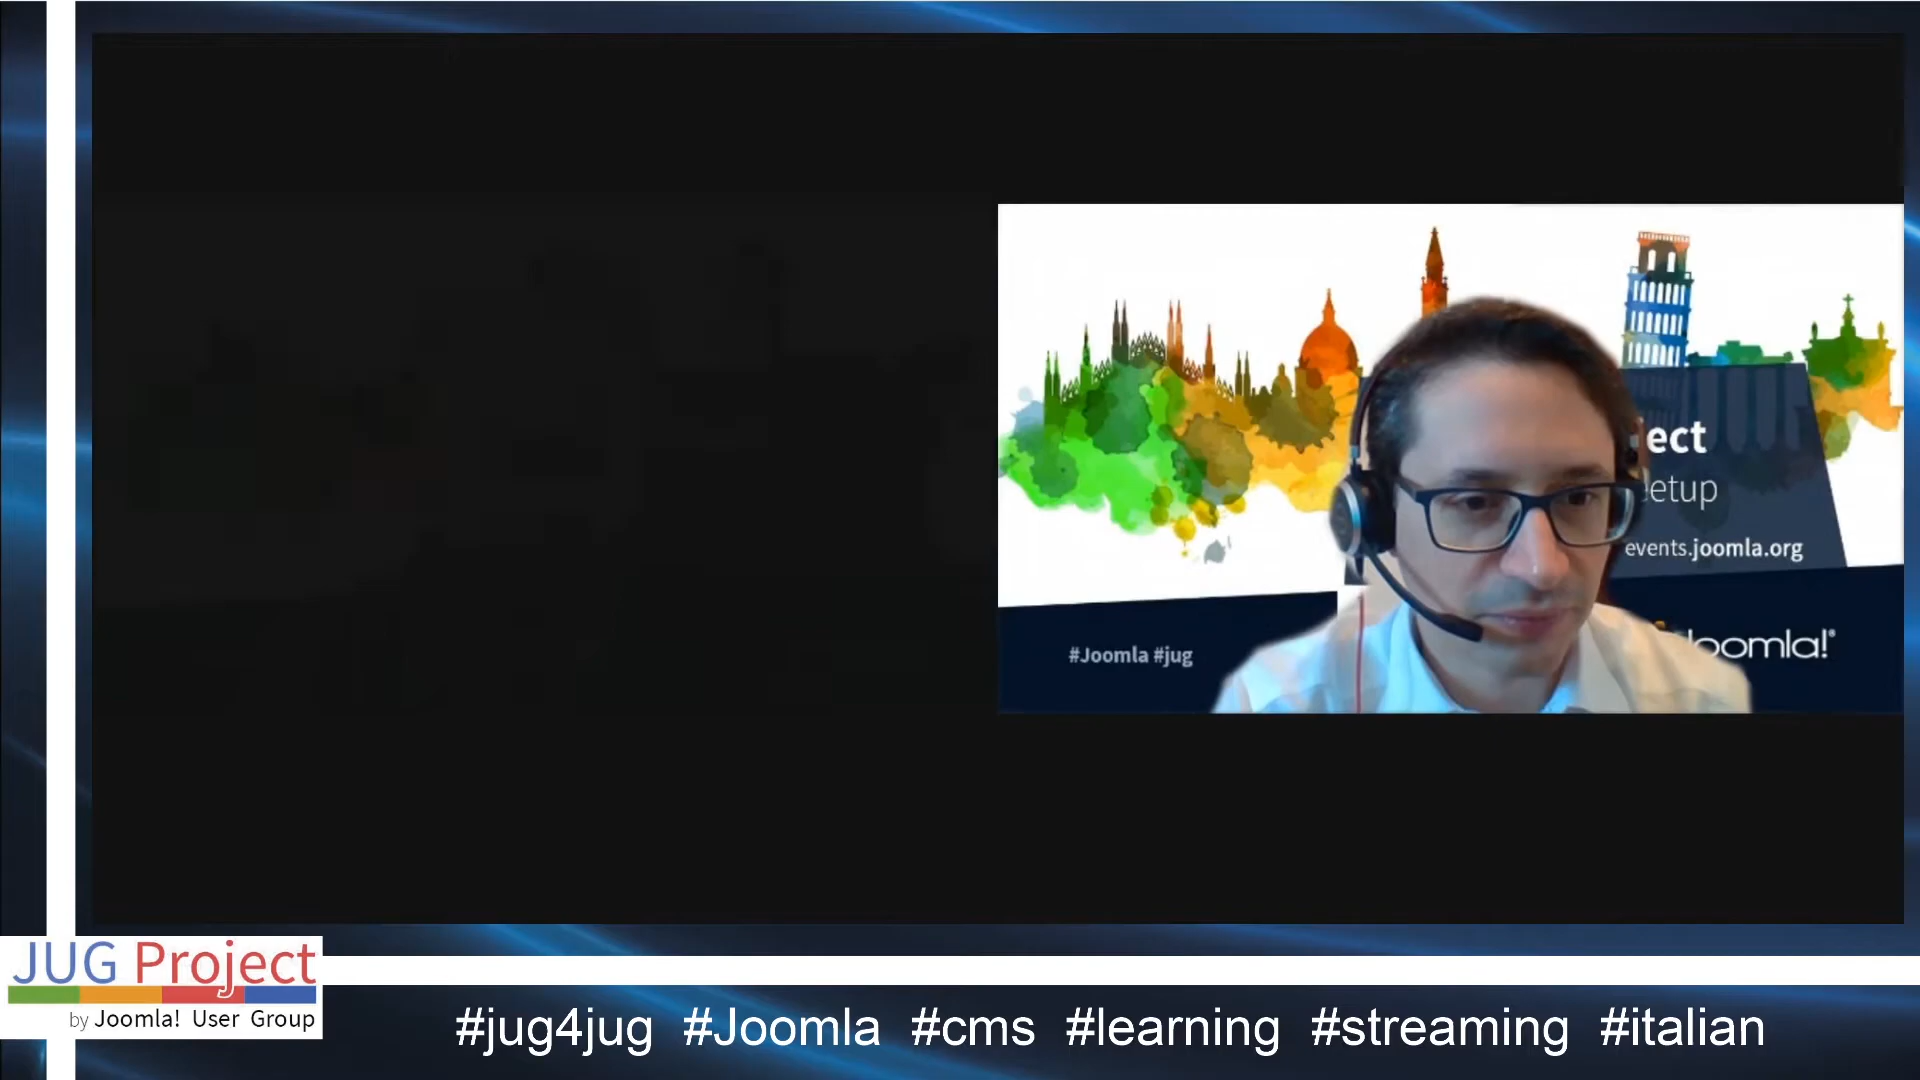 ect
eetup
events.joomla.org
#Joomla #jug
oomla!®
JUG Project
by Joomla! User Group
#jug4jug #Joomla #cms #learning #streaming #italian